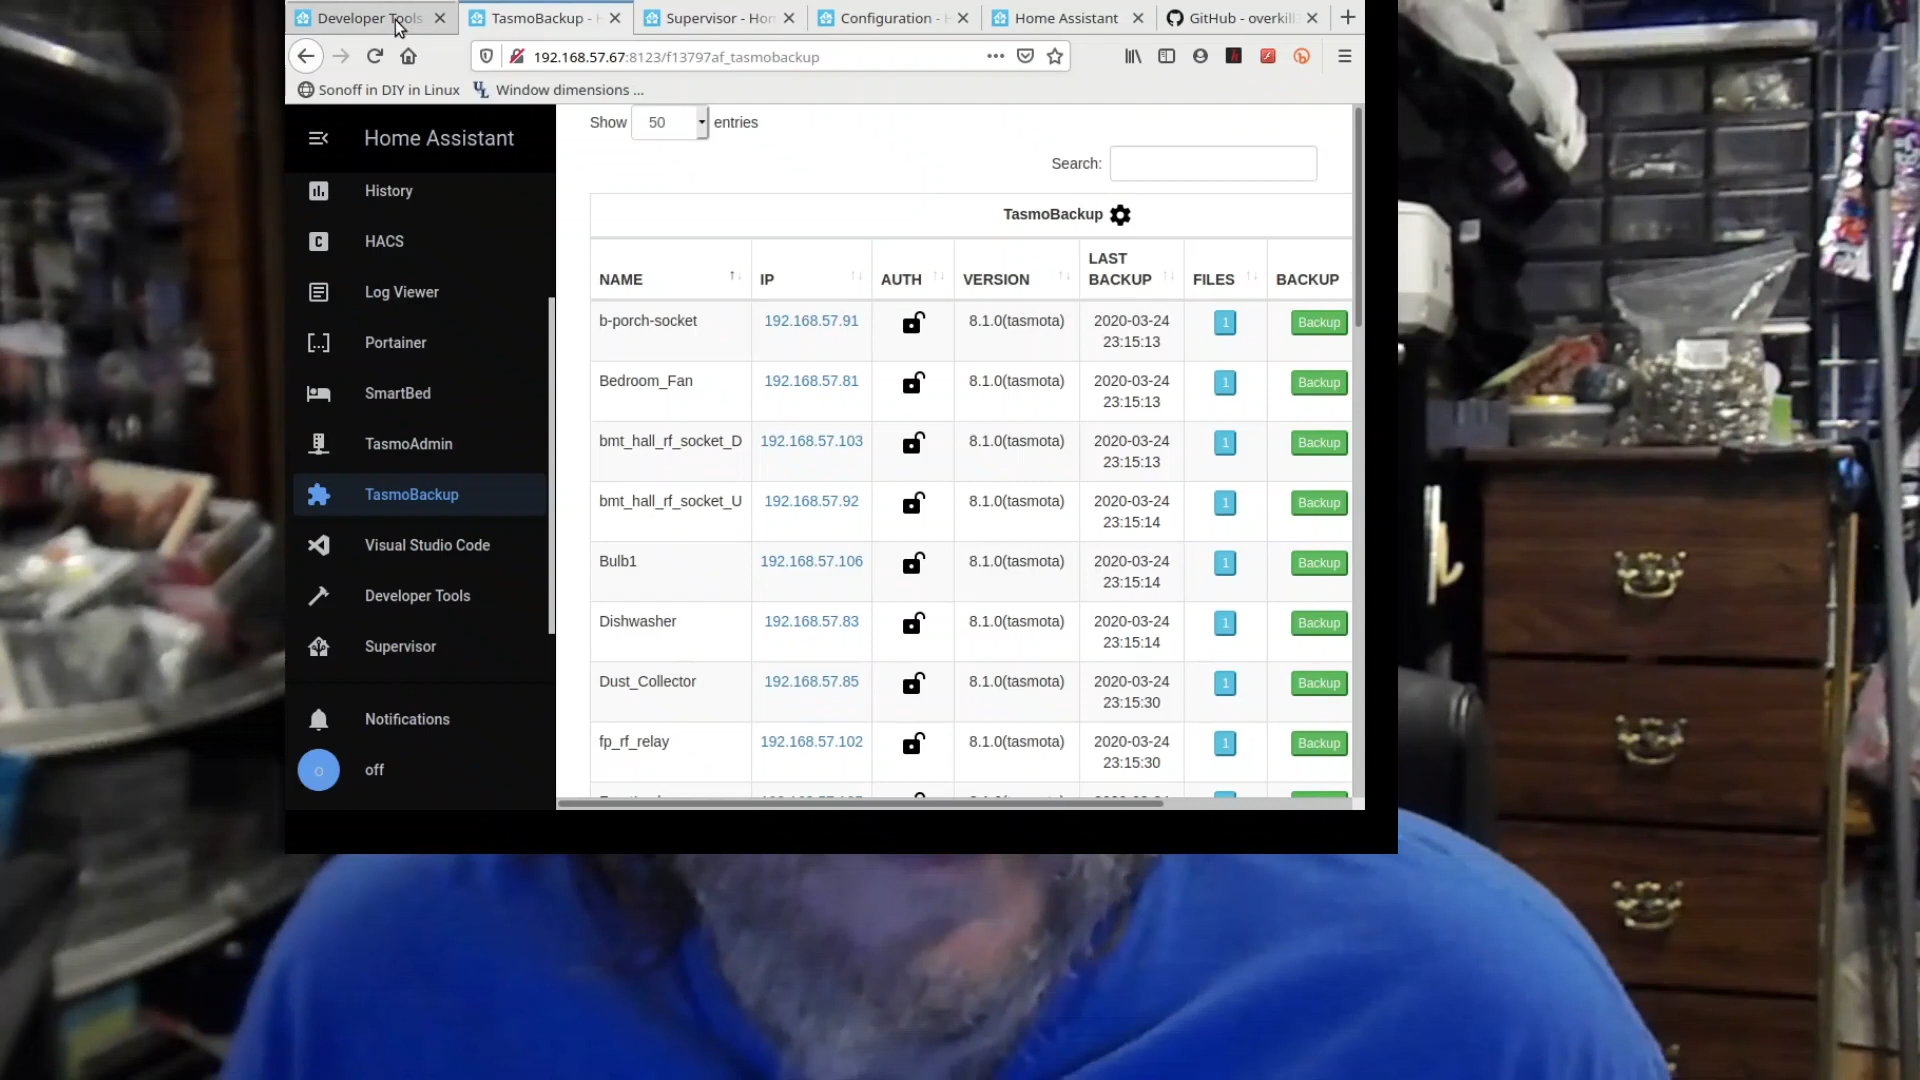 Developer Tools
TasmoBackup - H
Supervisor - Hom
Configuration - H
Home Assistant
GitHub - overkill
192.168.57.67:8123/f13797af_tasmobackup
Sonoff in DIY in Linux
Window dimensions ...
Home Assistant
History
HACS
Log Viewer
Portainer
SmartBed
TasmoAdmin
TasmoBackup
Visual Studio Code
Developer Tools
Supervisor
Notifications
o off
Show 50 entries
Search:
TasmoBackup
NAME IP AUTH VERSION LAST BACKUP FILES BACKUP
b-porch-socket 192.168.57.91 8.1.0(tasmota) 2020-03-24 23:15:13 1 Backup
Bedroom_Fan 192.168.57.81 8.1.0(tasmota) 2020-03-24 23:15:13 1 Backup
bmt_hall_rf_socket_D 192.168.57.103 8.1.0(tasmota) 2020-03-24 23:15:13 1 Backup
bmt_hall_rf_socket_U 192.168.57.92 8.1.0(tasmota) 2020-03-24 23:15:14 1 Backup
Bulb1 192.168.57.106 8.1.0(tasmota) 2020-03-24 23:15:14 1 Backup
Dishwasher 192.168.57.83 8.1.0(tasmota) 2020-03-24 23:15:14 1 Backup
Dust_Collector 192.168.57.85 8.1.0(tasmota) 2020-03-24 23:15:30 1 Backup
fp_rf_relay 192.168.57.102 8.1.0(tasmota) 2020-03-24 23:15:30 1 Backup